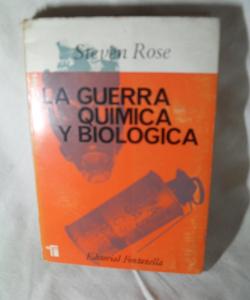 Steven Rose
LA GUERRA
QUIMICA
Y BIOLOGICA
Editorial Fontanella